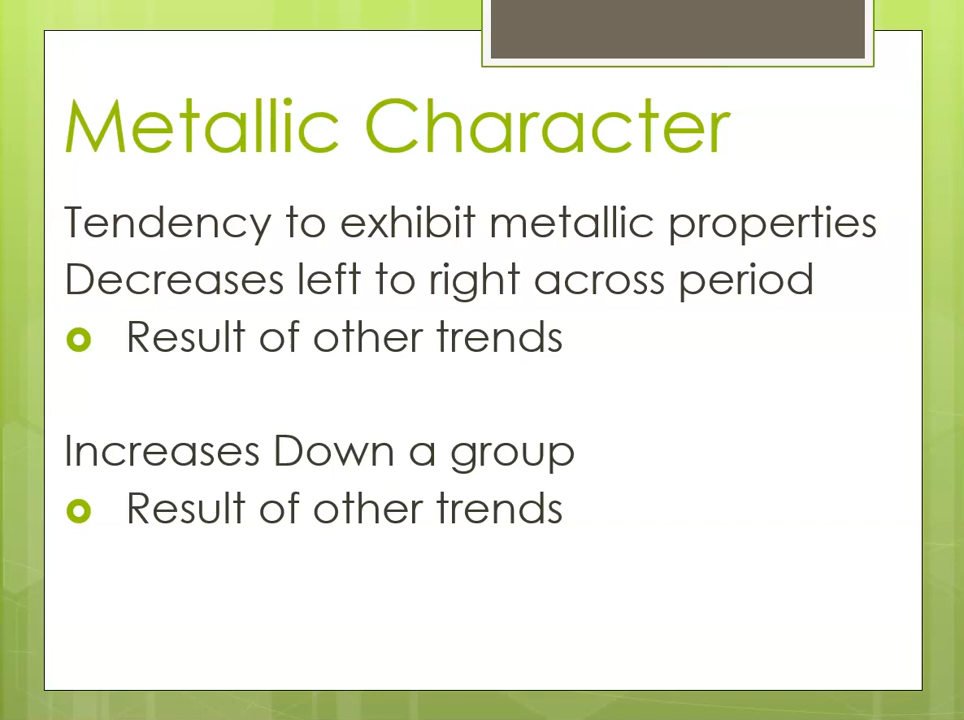 Metallic Character
Tendency to exhibit metallic properties
Decreases left to right across period
Result of other trends
Increases Down a group
Result of other trends